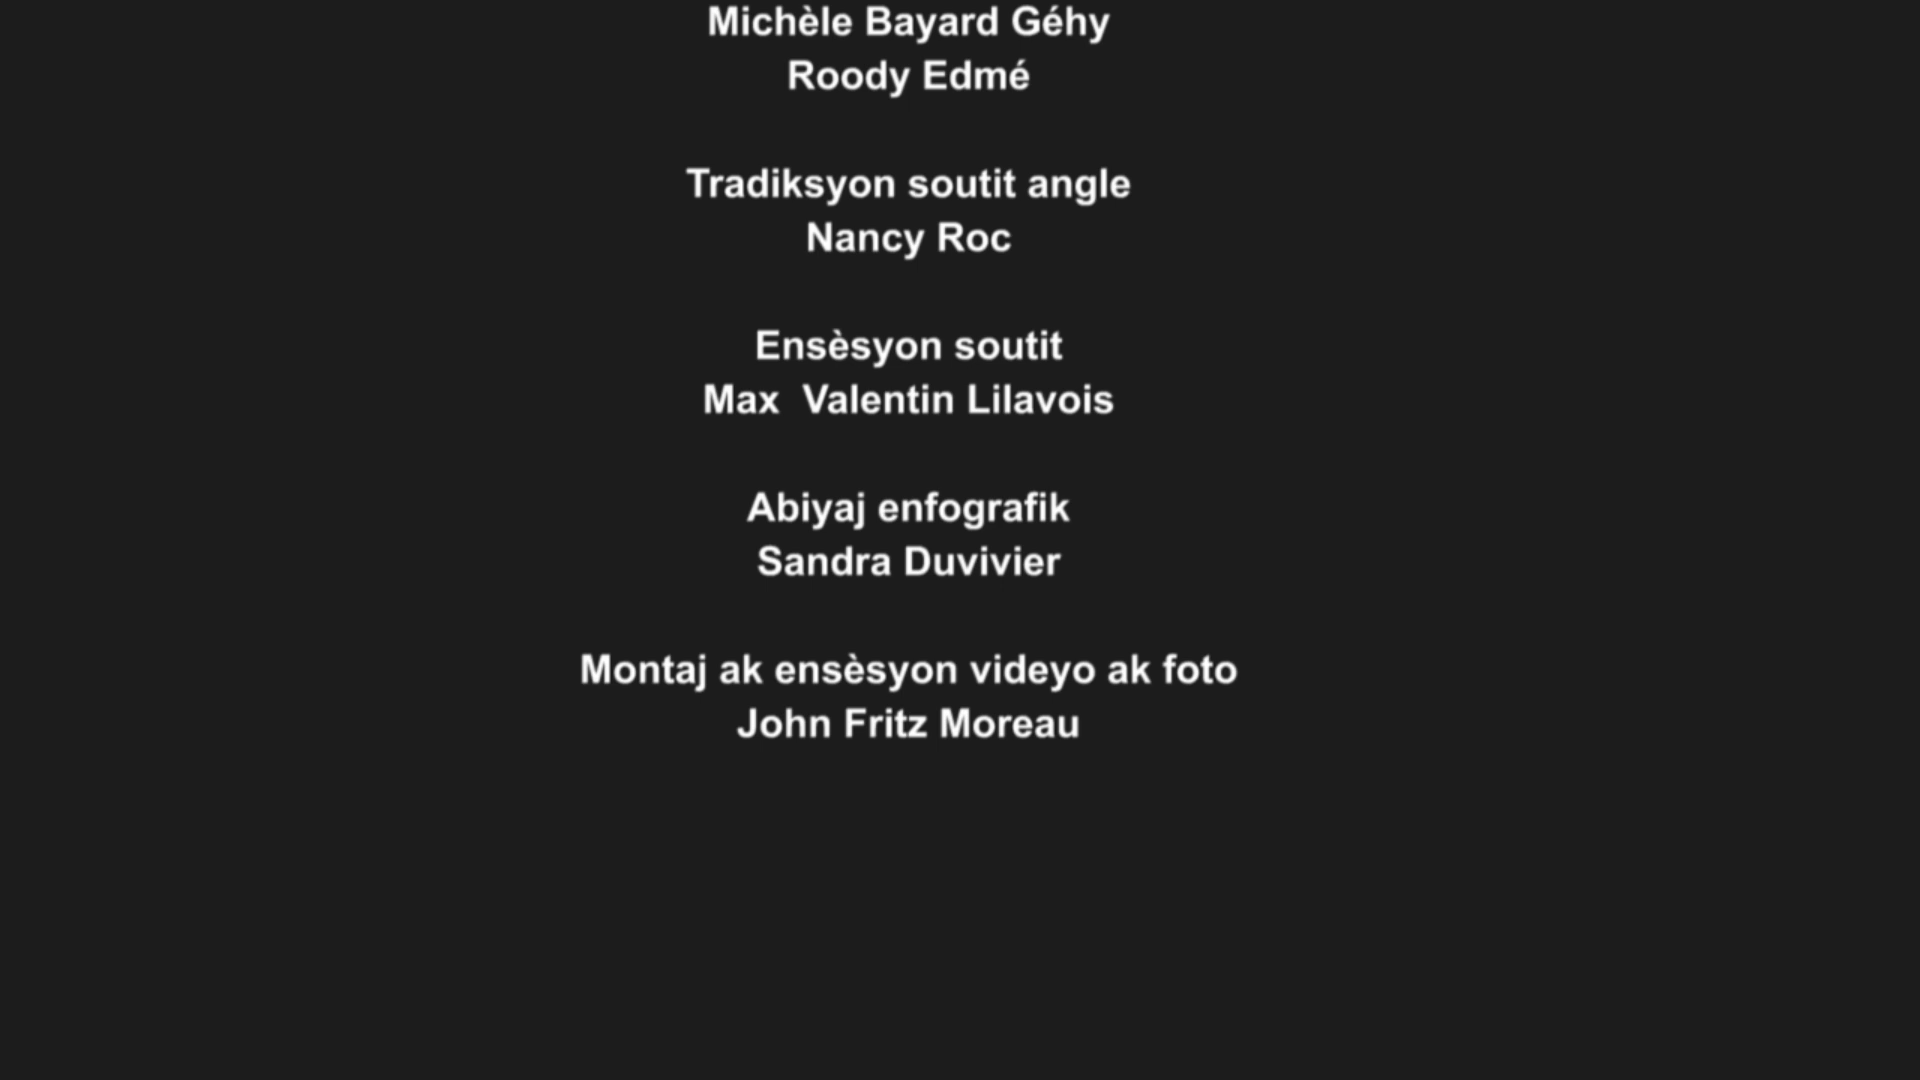 Michèle Bayard Géhy
Roody Edmé
Tradiksyon soutit angle
Nancy Roc
Ensèsyon soutit
Max  Valentin Lilavois
Abiyaj enfografik
Sandra Duvivier
Montaj ak ensèsyon videyo ak foto
John Fritz Moreau